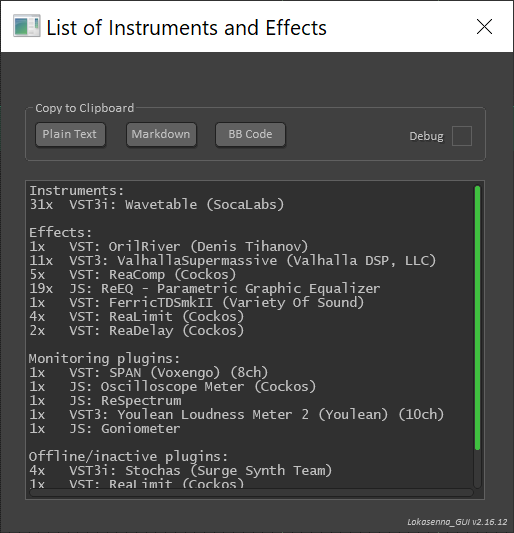 List of Instruments and Effects
Copy to Clipboard
Plain Text Markdown BB Code Debug
Instruments:
31x VST3i: Wavetable (SocaLabs)
Effects:
1x VST: OrilRiver (Denis Tihanov)
11x VST3: ValhallaSupermassive (Valhalla DSP, LLC)
5x VST: ReaComp (Cockos)
19x JS: ReEQ - Parametric Graphic Equalizer
1x VST: FerricTDSmkII (Variety Of Sound)
4x VST: ReaLimit (Cockos)
2x VST: ReaDelay (Cockos)
Monitoring plugins:
1x VST: SPAN (Voxengo) (8ch)
1x JS: Oscilloscope Meter (Cockos)
1x JS: ReSpectrum
1x VST3: Youlean Loudness Meter 2 (Youlean) (10ch)
1x JS: Goniometer
Offline/inactive plugins:
4x VST3i: Stochas (Surge Synth Team)
1x VST: ReaLimit (Cockos)
Lokasenna_GUI v2.16.12